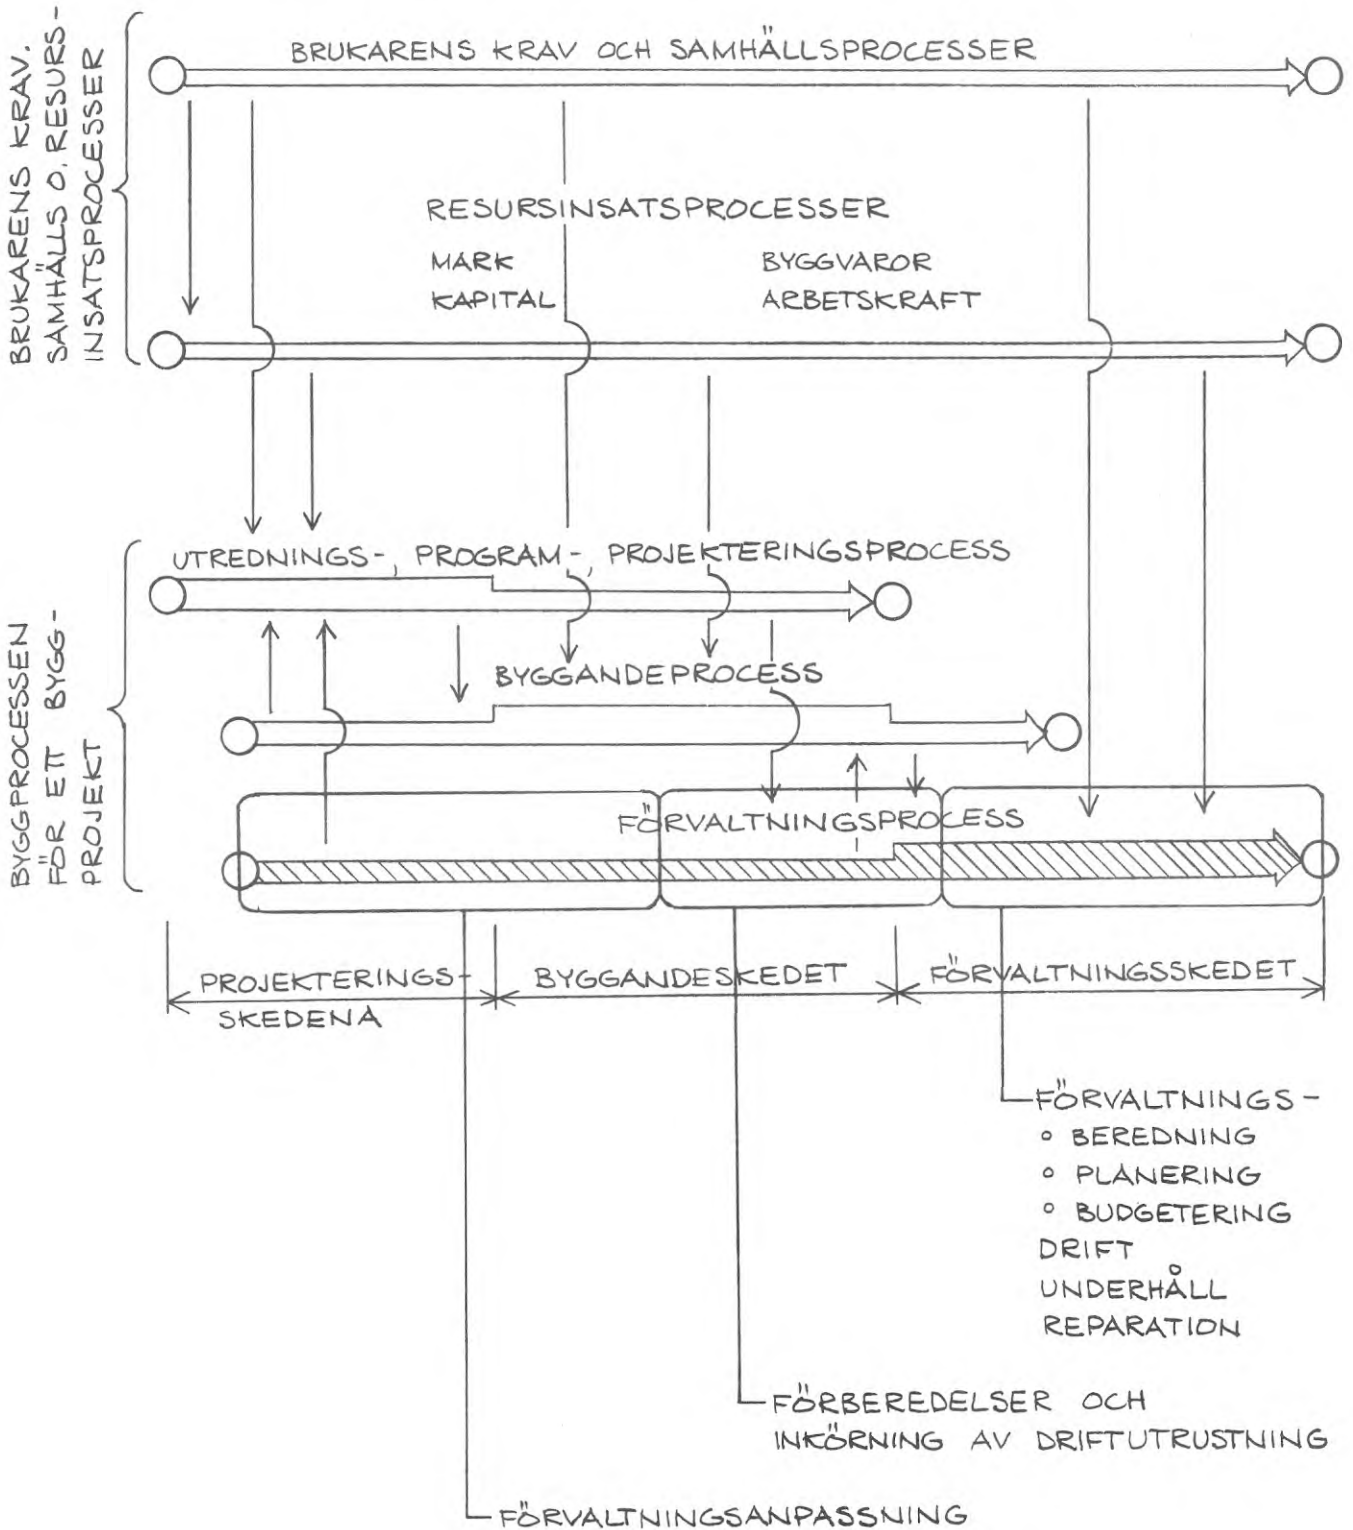 BRUKARENS KRAV.
SAMHÄLLS O. RESURS-
INSATSPROCESSER
BRUKARENS KRAV OCH SAMHÄLLSPROCESSER
RESURSINSATSPROCESSER
MARK
KAPITAL
BYGGVAROR
ARBETSKRAFT
BYGGPROCESSEN
FÖR ETT BYGG-
PROJEKT
UTREDNINGS-, PROGRAM-, PROJEKTERINGSPROCESS
BYGGANDEPROCESS
FÖRVALTNINGSPROCESS
PROJEKTERINGS-
SKEDENA
BYGGANDESKEDET
FÖRVALTNINGSSKEDET
FÖRVALTNINGS-
o BEREDNING
o PLANERING
o BUDGETERING
DRIFT
UNDERHÅLL
REPARATION
FÖRBEREDELSER OCH
INKÖRNING AV DRIFTUTRUSTNING
FÖRVALTNINGSANPASSNING